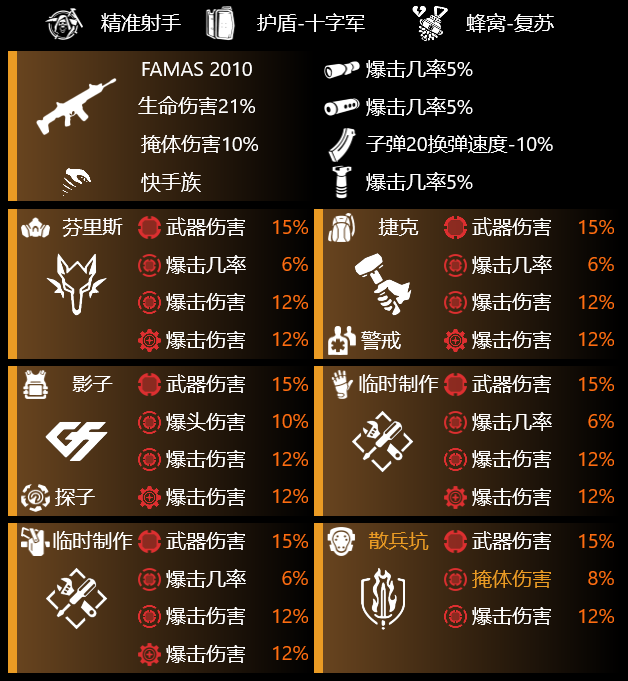 精准射手 护盾-十字军 蜂窝-复苏
FAMAS 2010 爆击几率5%
生命伤害21% 爆击几率5%
掩体伤害10% 子弹20换弹速度-10%
快手族 爆击几率5%
芬里斯 武器伤害 15%
爆击几率 6%
爆击伤害 12%
爆击伤害 12%
捷克 武器伤害 15%
爆击几率 6%
爆击伤害 12%
警戒 爆击伤害 12%
影子 武器伤害 15%
爆头伤害 10%
爆击伤害 12%
探子 爆击伤害 12%
临时制作 武器伤害 15%
爆击几率 6%
爆击伤害 12%
爆击伤害 12%
临时制作 武器伤害 15%
爆击几率 6%
爆击伤害 12%
爆击伤害 12%
散兵坑 武器伤害 15%
掩体伤害 8%
爆击伤害 12%